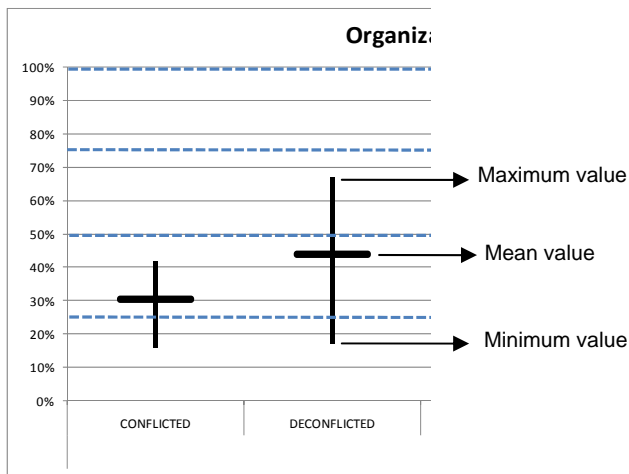 Organiza
100%
90%
80%
70%
60%
50%
40%
30%
20%
10%
0%
Maximum value
Mean value
Minimum value
CONFLICTED
DECONFLICTED